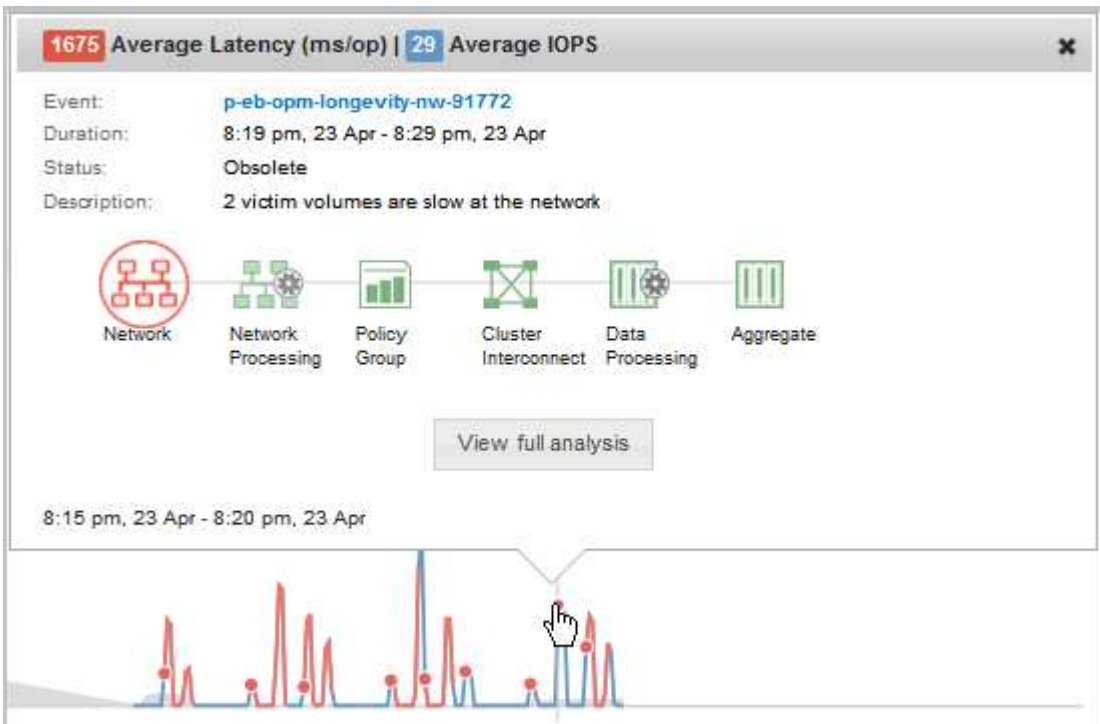 1675 Average Latency (ms/op) | 29 Average IOPS
Event: p-eb-opm-longevity-nw-91772
Duration: 8:19 pm, 23 Apr - 8:29 pm, 23 Apr
Status: Obsolete
Description: 2 victim volumes are slow at the network
Network Network Policy Cluster Data Aggregate
Processing Group Interconnect Processing
View full analysis
8:15 pm, 23 Apr - 8:20 pm, 23 Apr